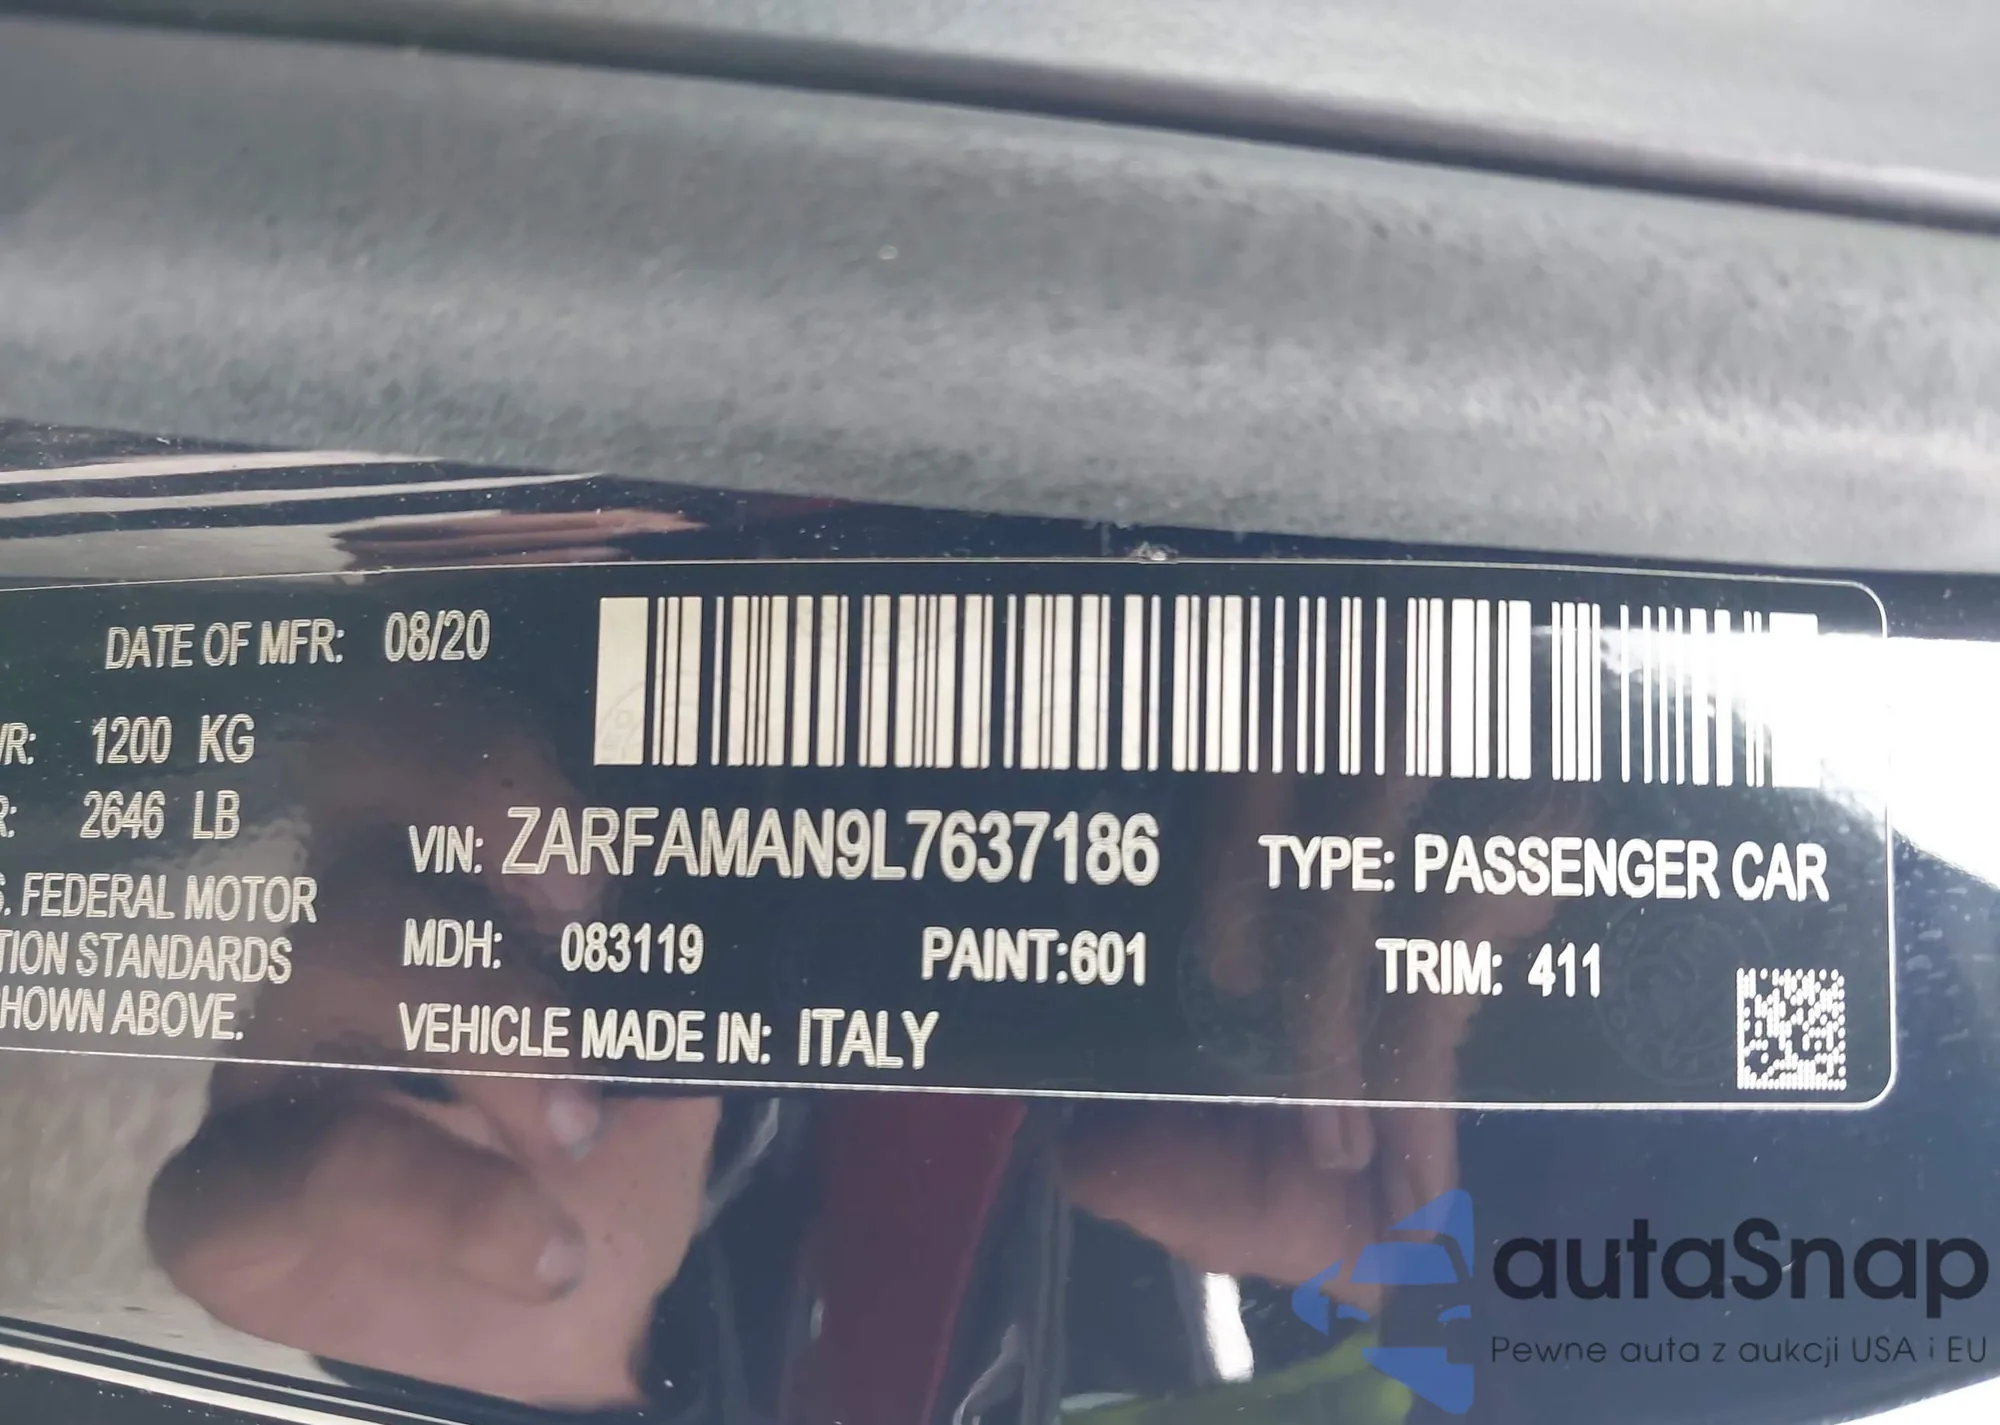 DATE OF MFR: 08/20
VR: 1200 KG
R: 2646 LB
S. FEDERAL MOTOR
TION STANDARDS
HOWN ABOVE.
VIN: ZARFAMAN9L7637186
TYPE: PASSENGER CAR
MDH: 083119
PAINT:601
TRIM: 411
VEHICLE MADE IN: ITALY
autaSnap
Pewne auta z aukcji USA i EU